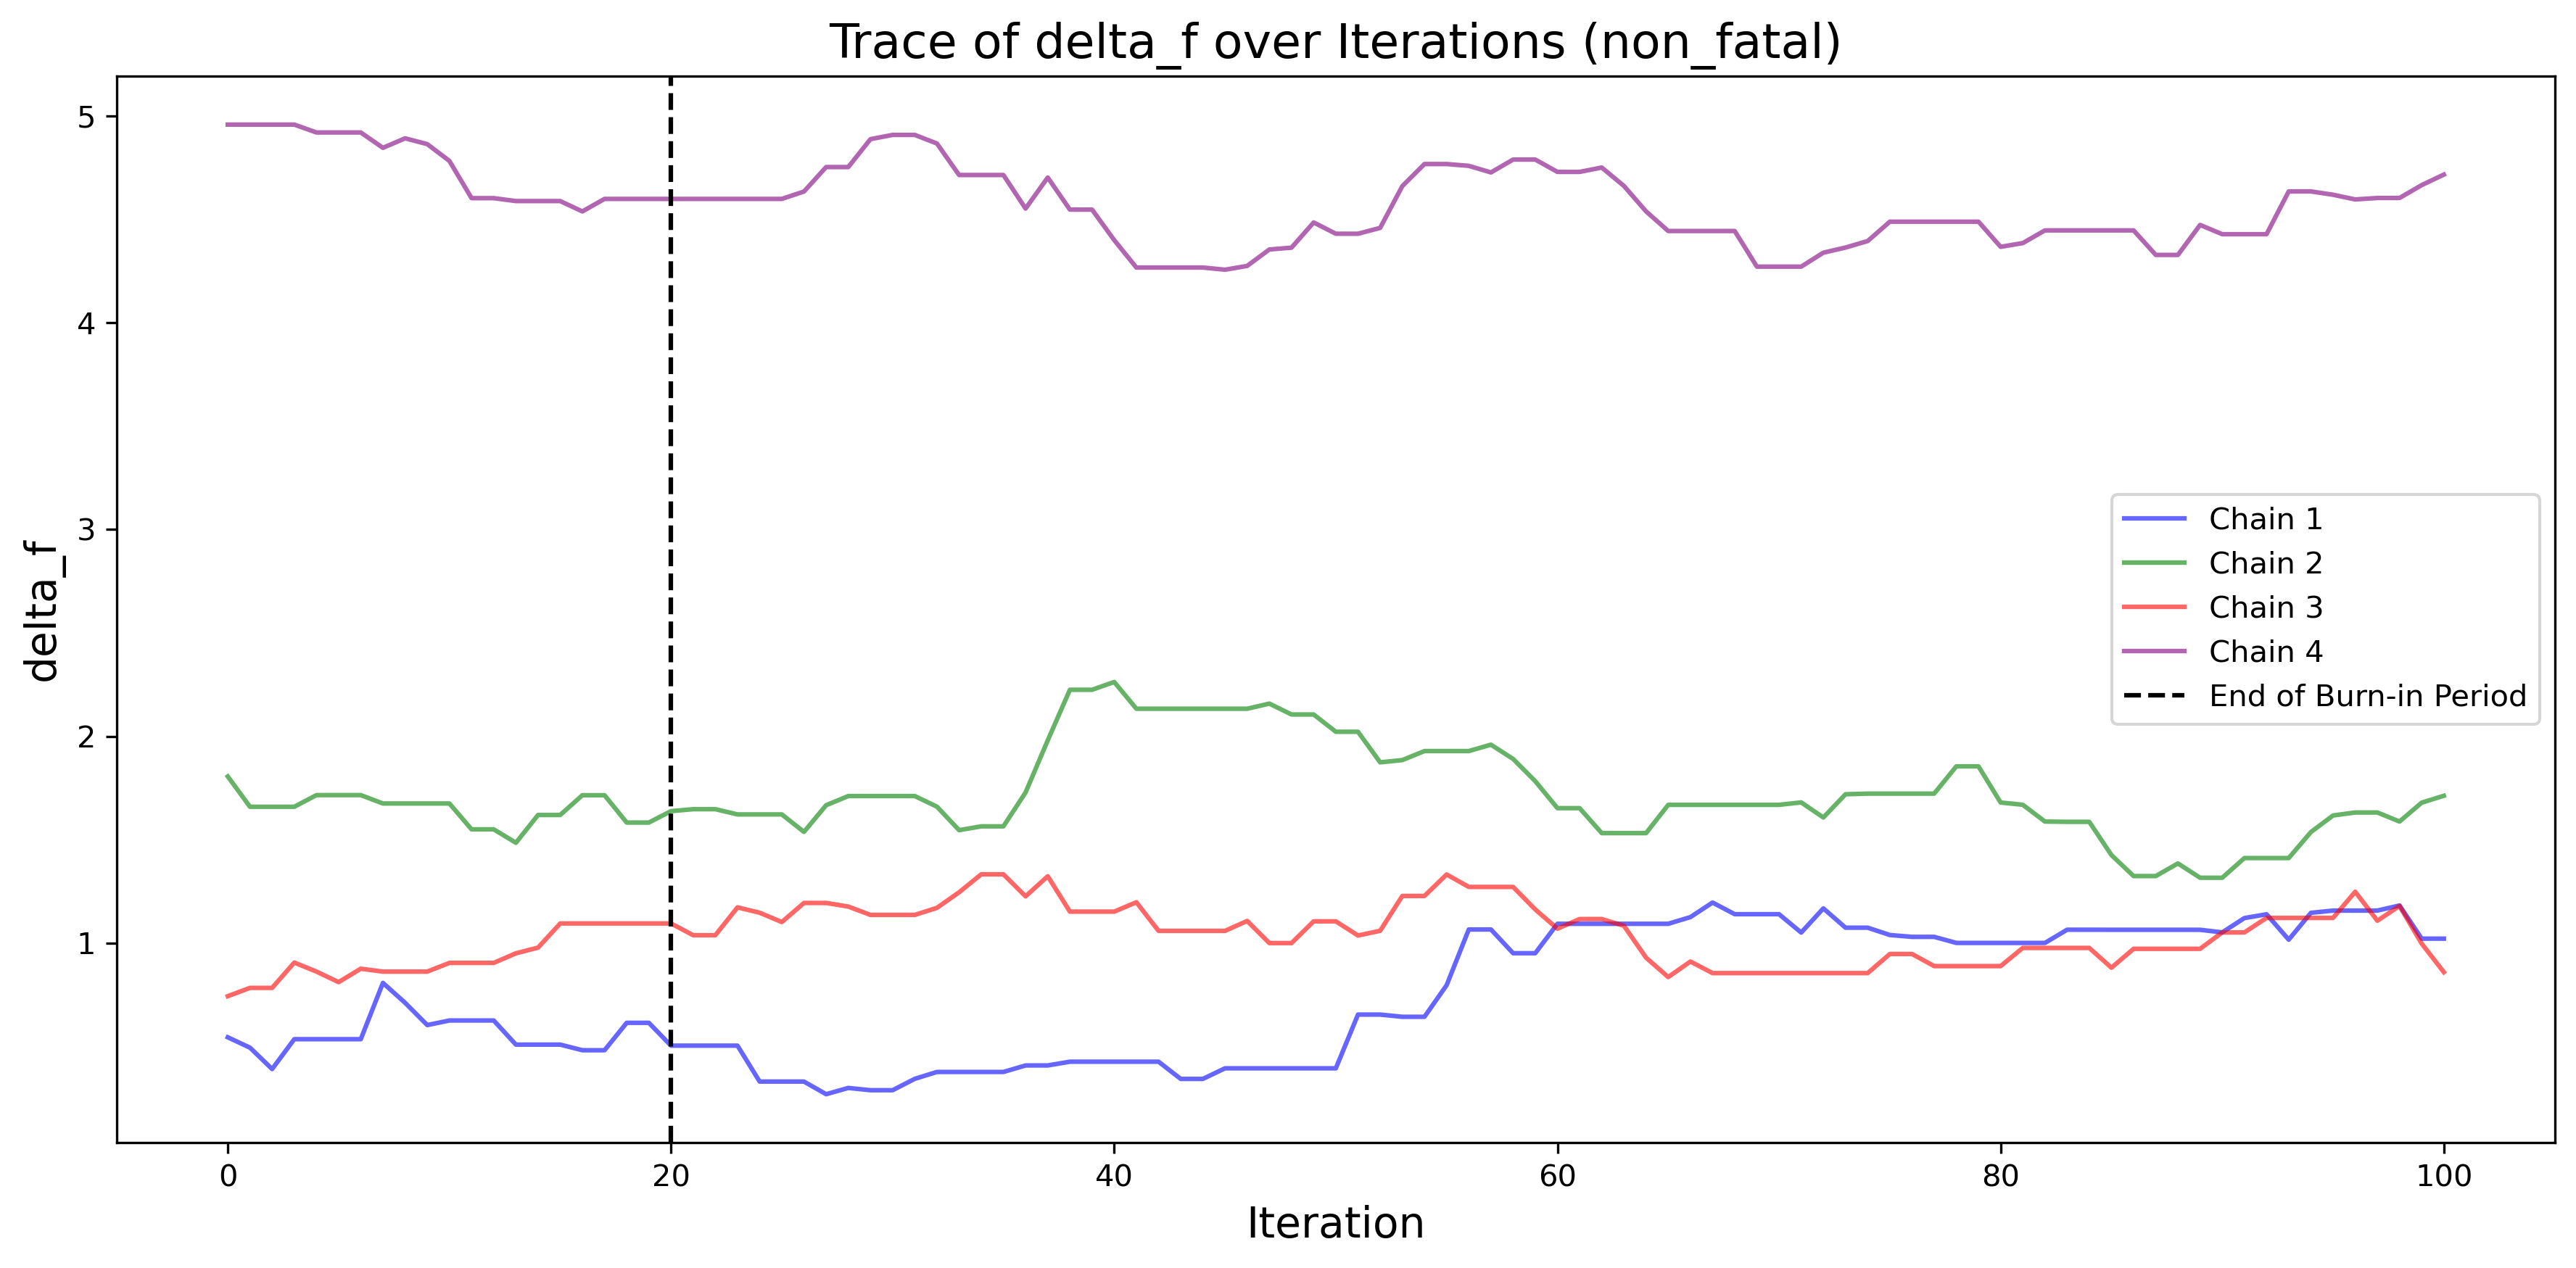 Trace of delta_f over Iterations (non_fatal)
5
4
3
2
1
delta_f
Chain 1
Chain 2
Chain 3
Chain 4
End of Burn-in Period
0
20
40
60
80
100
Iteration